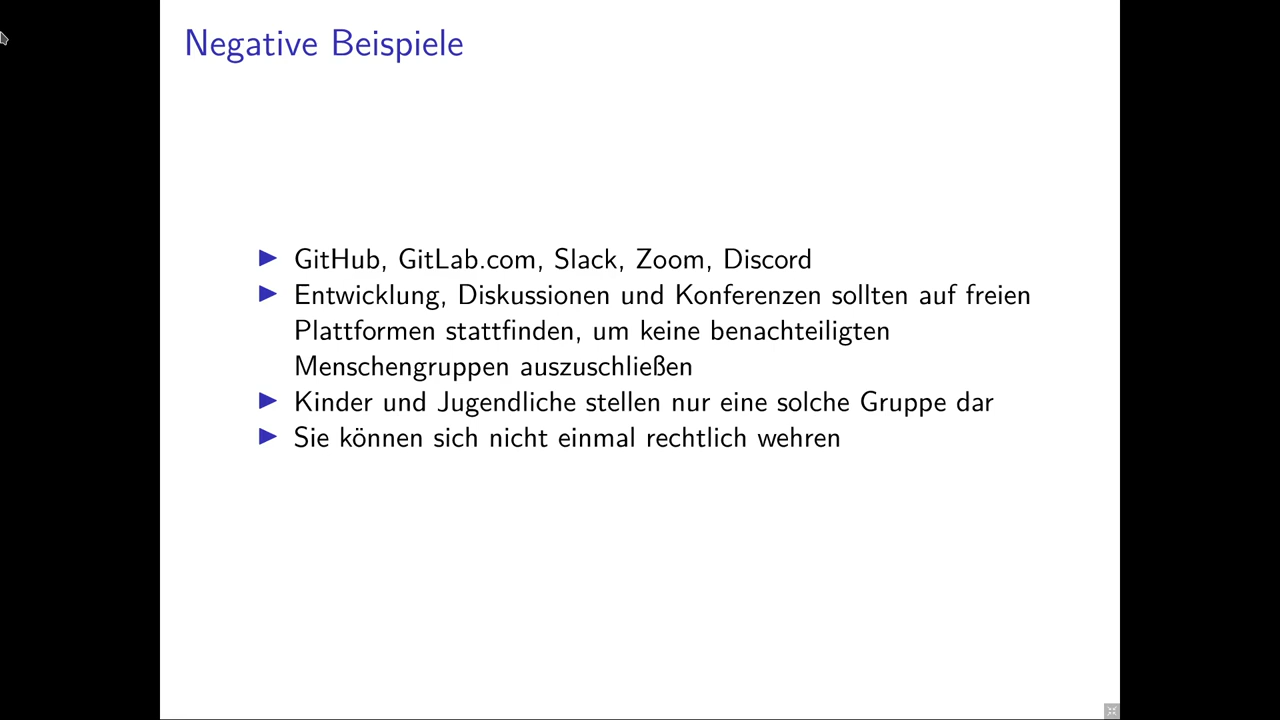 Negative Beispiele
GitHub, GitLab.com, Slack, Zoom, Discord
Entwicklung, Diskussionen und Konferenzen sollten auf freien
Plattformen stattfinden, um keine benachteiligten
Menschengruppen auszuschließen
Kinder und Jugendliche stellen nur eine solche Gruppe dar
Sie können sich nicht einmal rechtlich wehren